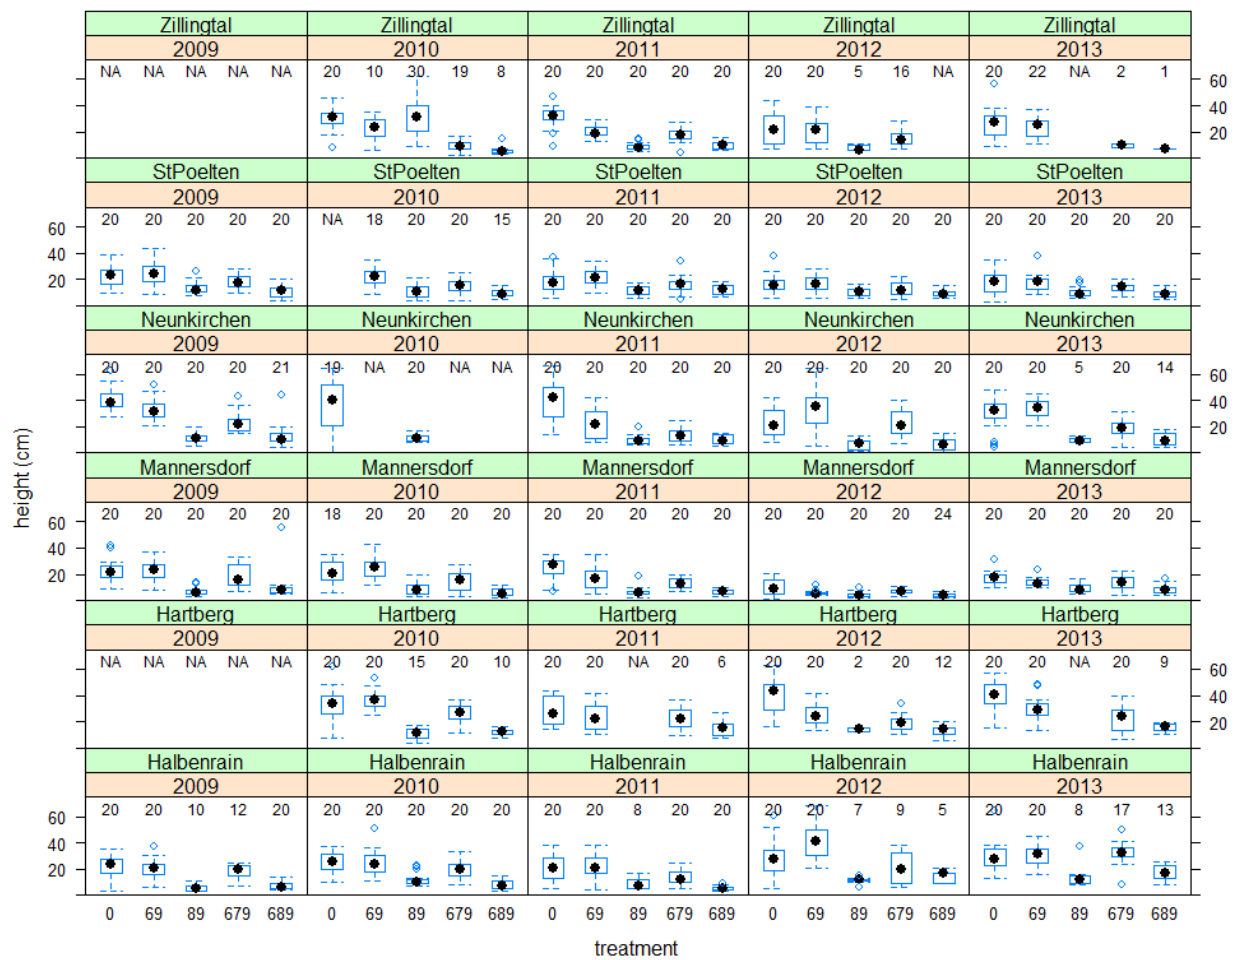 Zillingtal Zillingtal Zillingtal Zillingtal Zillingtal
2009 2010 2011 2012 2013
NA NA NA NA NA 20 10 30 19 8 20 20 20 20 20 20 20 5 16 NA 20 22 NA 2 1
60
40
20
StPoelten StPoelten StPoelten StPoelten StPoelten
2009 2010 2011 2012 2013
20 20 20 20 20 NA 18 20 20 15 20 20 20 20 20 20 20 20 20 20 20 20 20 20 20
60
40
20
Neunkirchen Neunkirchen Neunkirchen Neunkirchen Neunkirchen
2009 2010 2011 2012 2013
20 20 20 20 21 19 NA 20 NA NA 20 20 20 20 20 20 20 20 20 20 20 20 5 20 14
60
40
20
height (cm)
Mannersdorf Mannersdorf Mannersdorf Mannersdorf Mannersdorf
2009 2010 2011 2012 2013
20 20 20 20 20 18 20 20 20 20 20 20 20 20 20 20 20 20 20 24 20 20 20 20 20
60
40
20
Hartberg Hartberg Hartberg Hartberg Hartberg
2009 2010 2011 2012 2013
NA NA NA NA NA 20 20 15 20 10 20 20 NA 20 6 20 20 2 20 12 20 20 NA 20 9
60
40
20
Halbenrain Halbenrain Halbenrain Halbenrain Halbenrain
2009 2010 2011 2012 2013
20 20 10 12 20 20 20 20 20 20 20 20 8 20 20 20 20 7 9 5 20 20 8 17 13
60
40
20
0 69 89 679 689 0 69 89 679 689 0 69 89 679 689 0 69 89 679 689 0 69 89 679 689
treatment